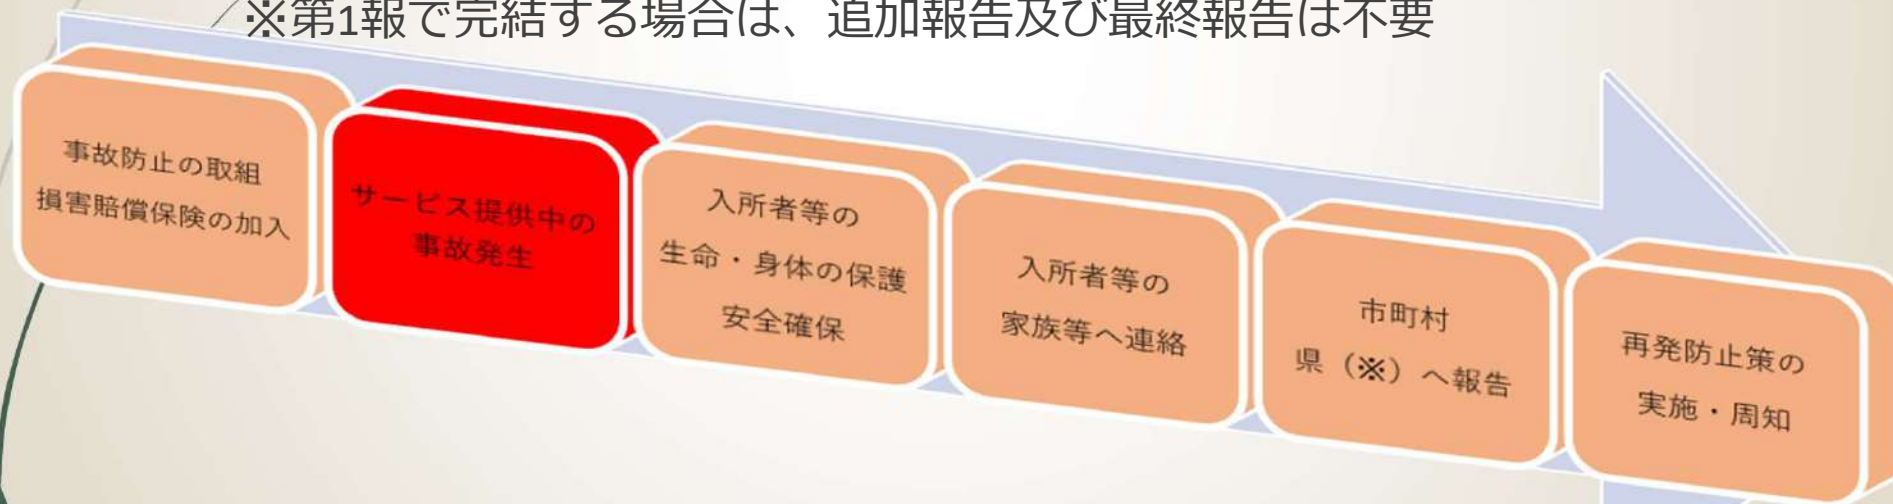 ※第1報で完結する場合は、追加報告及び最終報告は不要
事故防止の取組
損害賠償保険の加入
サービス提供中の
事故発生
入所者等の
生命・身体の保護
安全確保
入所者等の
家族等へ連絡
市町村
県（※）へ報告
再発防止策の
実施・周知